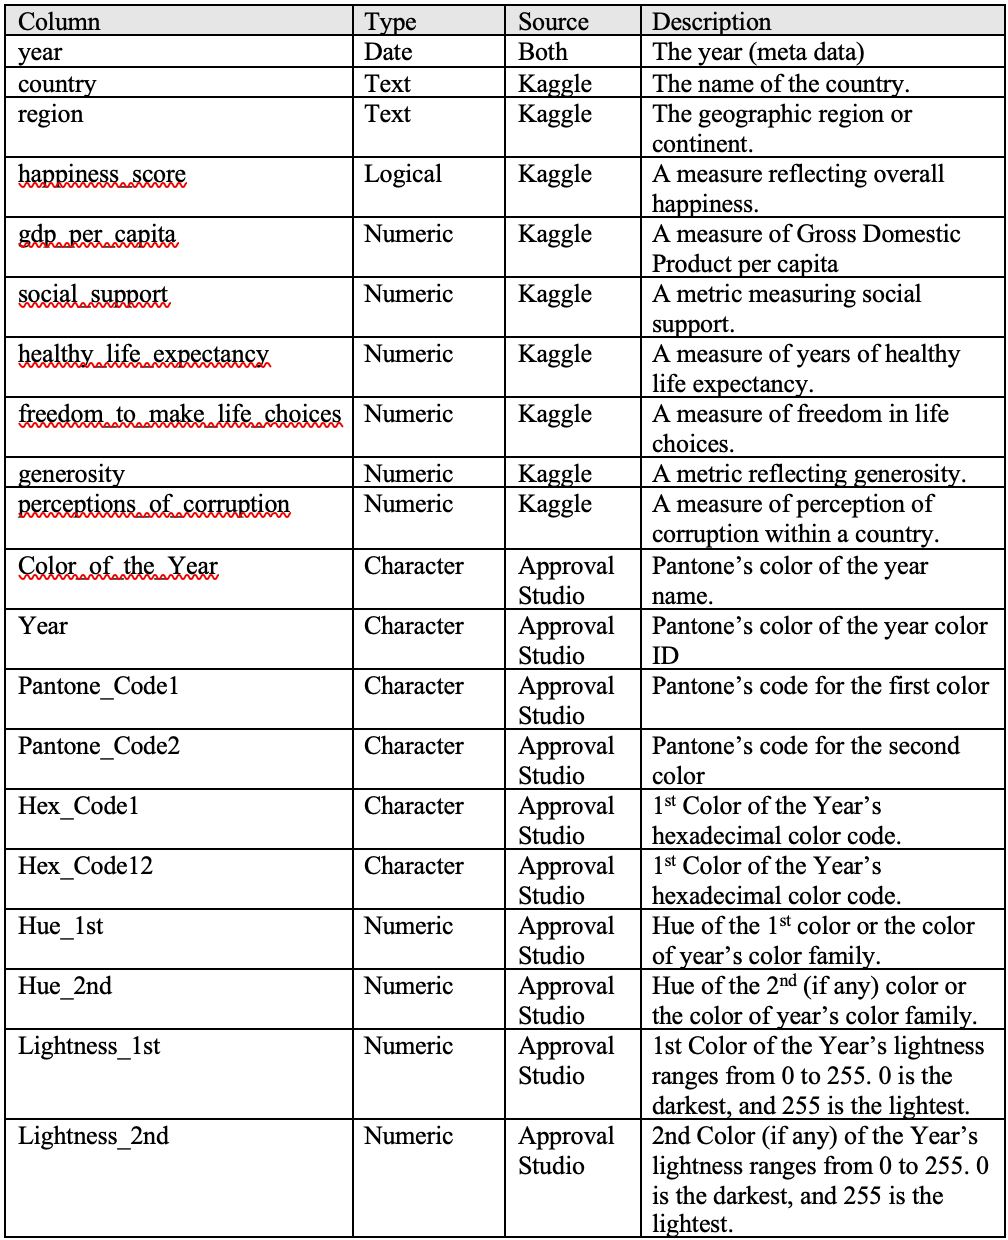 Column Type Source Description
year Date Both The year (meta data)
country Text Kaggle The name of the country.
region Text Kaggle The geographic region or
continent.
happiness_score Logical Kaggle A measure reflecting overall
happiness.
gdp_per_capita Numeric Kaggle A measure of Gross Domestic
Product per capita
social_support Numeric Kaggle A metric measuring social
support.
healthy_life_expectancy Numeric Kaggle A measure of years of healthy
life expectancy.
freedom_to_make_life_choices Numeric Kaggle A measure of freedom in life
choices.
generosity Numeric Kaggle A metric reflecting generosity.
perceptions_of_corruption Numeric Kaggle A measure of perception of
corruption within a country.
Color_of_the_Year Character Approval Pantone’s color of the year
Studio name.
Year Character Approval Pantone’s color of the year color
Studio ID
Pantone_Code1 Character Approval Pantone’s code for the first color
Studio
Pantone_Code2 Character Approval Pantone’s code for the second
Studio color
Hex_Code1 Character Approval 1st Color of the Year’s
Studio hexadecimal color code.
Hex_Code12 Character Approval 1st Color of the Year’s
Studio hexadecimal color code.
Hue_1st Numeric Approval Hue of the 1st color or the color
Studio of year’s color family.
Hue_2nd Numeric Approval Hue of the 2nd (if any) color or
Studio the color of year’s color family.
Lightness_1st Numeric Approval 1st Color of the Year’s lightness
Studio ranges from 0 to 255. 0 is the
darkest, and 255 is the lightest.
Lightness_2nd Numeric Approval 2nd Color (if any) of the Year’s
Studio lightness ranges from 0 to 255. 0
is the darkest, and 255 is the
lightest.